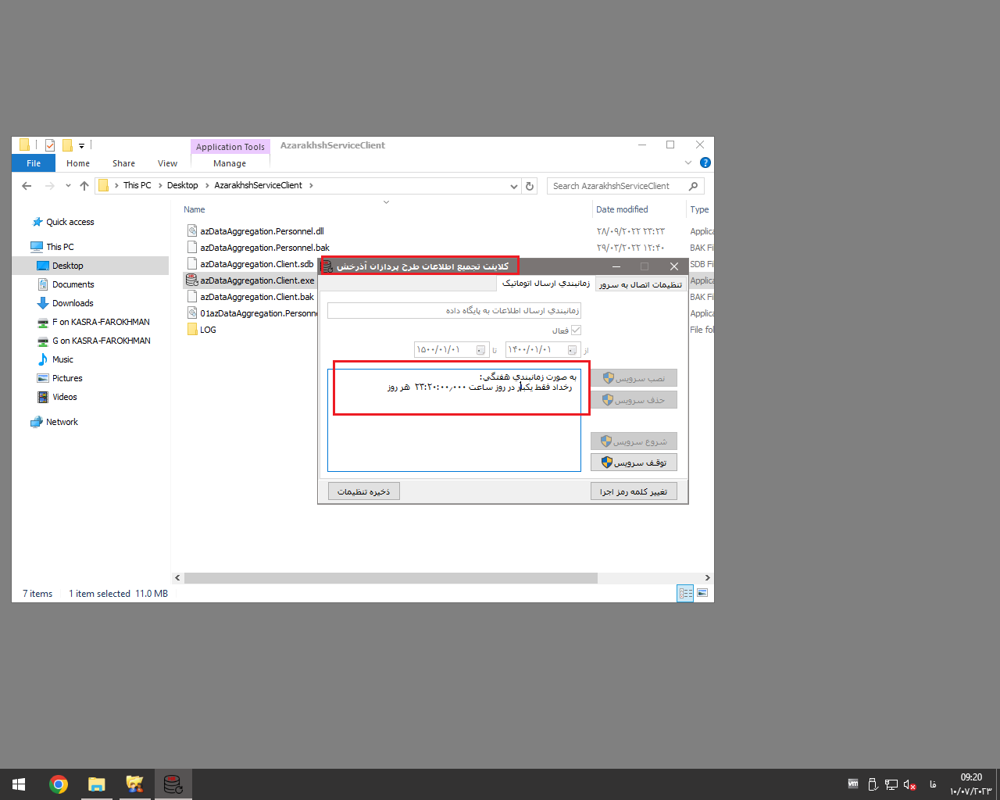 Application Tools
AzarakhshServiceClient
File
Home
Share
View
Manage
This PC
Desktop
AzarakhshServiceClient
Search AzarakhshServiceClient
Name
Date modified
Type
Quick access
This PC
Desktop
Documents
Downloads
F on KASRA-FAROKHMAN
G on KASRA-FAROKHMAN
Music
Pictures
Videos
Network
azDataAggregation.Personnel.dll
۲۸/۰۹/۲۰۲۲ ۲۳:۲۳
Applica
azDataAggregation.Personnel.bak
۲۹/۰۳/۲۰۲۲ ۱۲:۴۰
BAK Fi
azDataAggregation.Client.sdb
SDB Fi
azDataAggregation.Client.exe
Applica
azDataAggregation.Client.bak
BAK Fi
01azDataAggregation.Personne
Applica
LOG
File fol
کلاینت تجمیع اطلاعات طرح پردازان آذرخش
تنظیمات اتصال به سرور
زمانبندي ارسال اتوماتیک
زمانبندي ارسال اطلاعات به پایگاه داده
فعال
از
۱۴۰۰/۰۱/۰۱
تا
۱۵۰۰/۰۱/۰۱
به صورت زمانبندي هفتگی:
رخداد فقط یکبار در روز ساعت ۲۳:۲۰:۰۰٫۰۰۰ هر روز
نصب سرویس
حذف سرویس
شروع سرویس
توقف سرویس
تغییر کلمه رمز اجرا
ذخیره تنظیمات
7 items
1 item selected 11.0 MB
vm
فا
09:20
۱۰/۰۷/۲۰۲۳